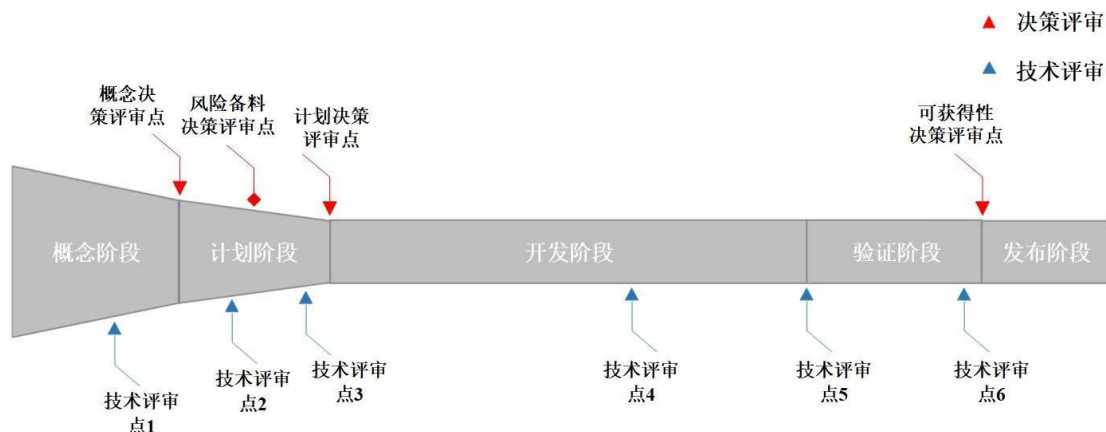 决策评审
技术评审
概念决
策评审点
风险备料
决策评审点
计划决策
评审点
可获得性
决策评审点
概念阶段
计划阶段
开发阶段
验证阶段
发布阶段
技术评审
点1
技术评审
点2
技术评审
点3
技术评审
点4
技术评审
点5
技术评审
点6